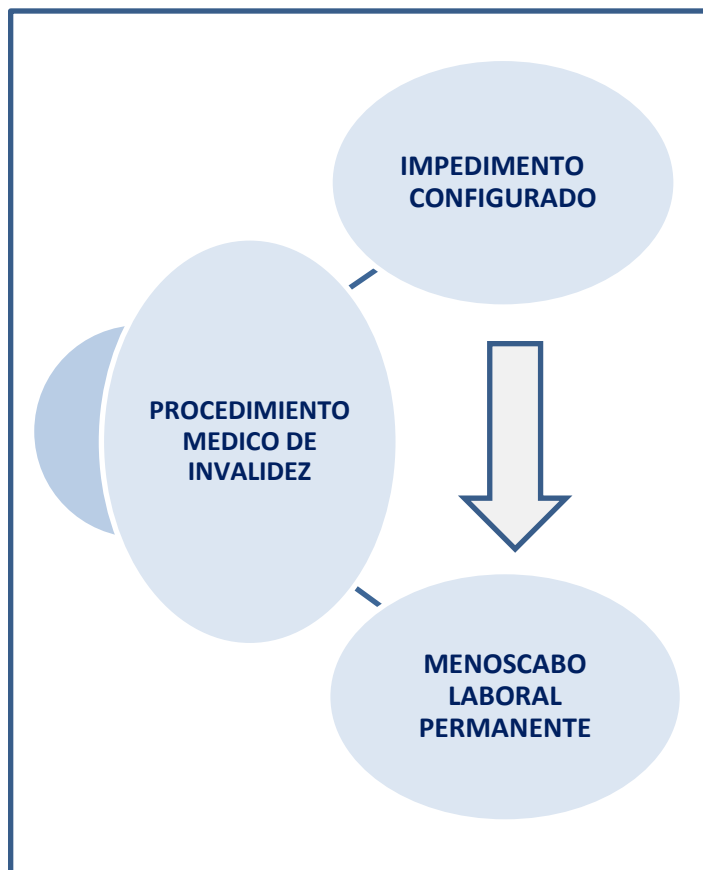 IMPEDIMENTO
CONFIGURADO
PROCEDIMIENTO
MEDICO DE
INVALIDEZ
MENOSCABO
LABORAL
PERMANENTE